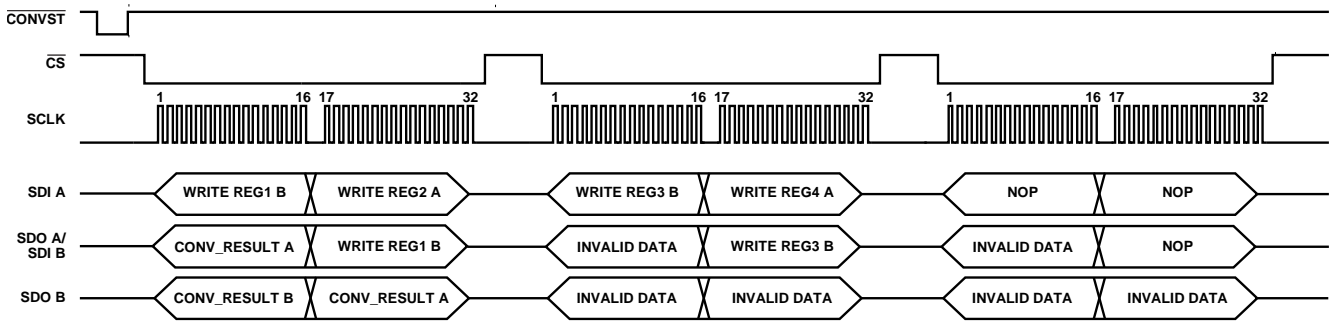 CONVST
CS
1 16 17 32 1 16 17 32 1 16 17 32
SCLK
SDI A WRITE REG1 B WRITE REG2 A WRITE REG3 B WRITE REG4 A NOP NOP
SDO A/
SDI B CONV_RESULT A WRITE REG1 B INVALID DATA WRITE REG3 B INVALID DATA NOP
SDO B CONV_RESULT B CONV_RESULT A INVALID DATA INVALID DATA INVALID DATA INVALID DATA